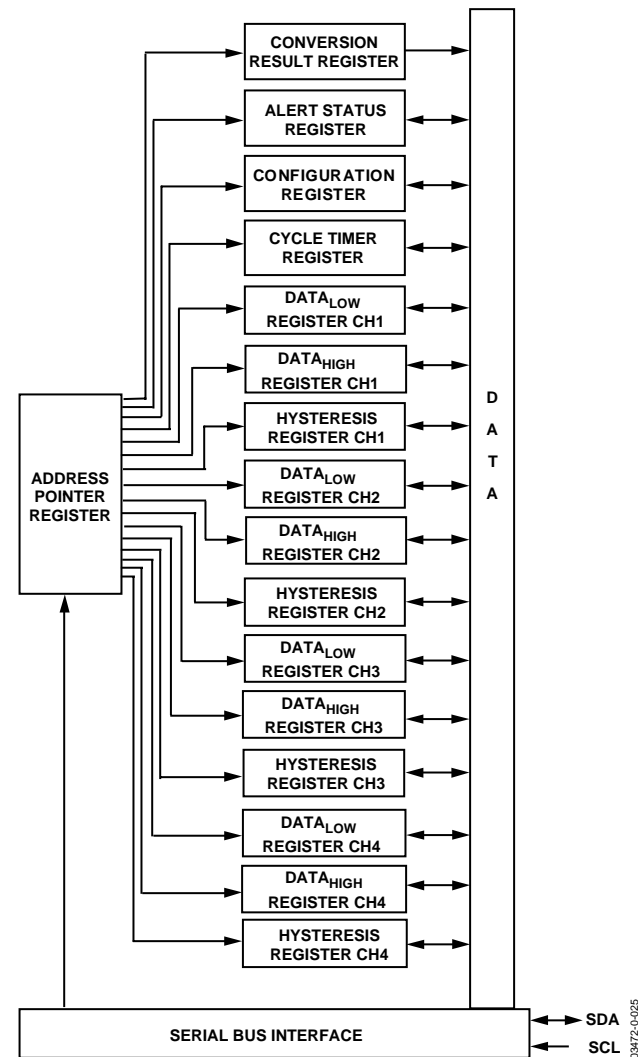 CONVERSION
RESULT REGISTER
ALERT STATUS
REGISTER
CONFIGURATION
REGISTER
CYCLE TIMER
REGISTER
DATALOW
REGISTER CH1
DATAHIGH
REGISTER CH1
HYSTERESIS
REGISTER CH1
DATALOW
REGISTER CH2
DATAHIGH
REGISTER CH2
HYSTERESIS
REGISTER CH2
DATALOW
REGISTER CH3
DATAHIGH
REGISTER CH3
HYSTERESIS
REGISTER CH3
DATALOW
REGISTER CH4
DATAHIGH
REGISTER CH4
HYSTERESIS
REGISTER CH4
ADDRESS
POINTER
REGISTER
D
A
T
A
SERIAL BUS INTERFACE
SDA
SCL
03472-0-025